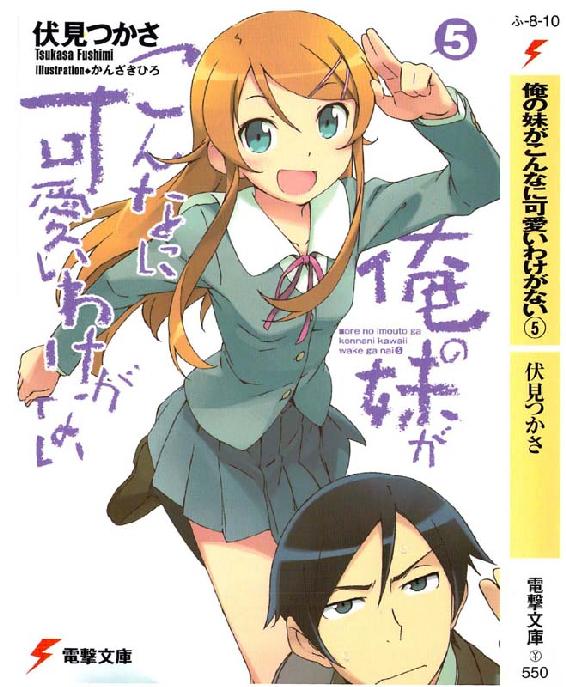 伏見つかさ
Tsukasa Fushimi
Illustration◆かんざきひろ
5
俺の妹が
こんなに
可愛いわけが
ない
ore no imouto ga
konnani kawaii
wake ga nai 5
電撃文庫
ふ-8-10
俺の妹がこんなに可愛いわけがない⑤
伏見つかさ
電撃文庫
Ⓨ
550